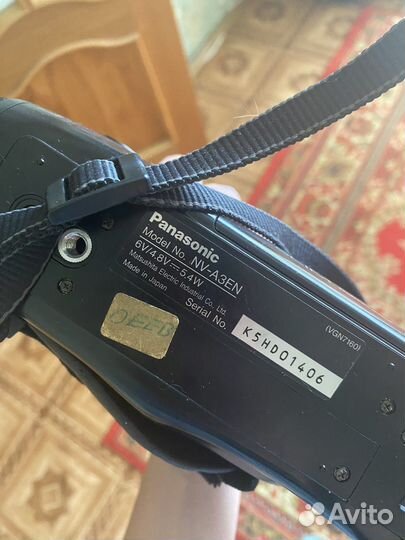 Panasonic
Model No. NV-A3EN
6V/4.8V⎓5.4W
Matsushita Electric Industrial Co., Ltd.
Made in Japan
Serial No.
K5HD01406
(VGN7160)
Avito